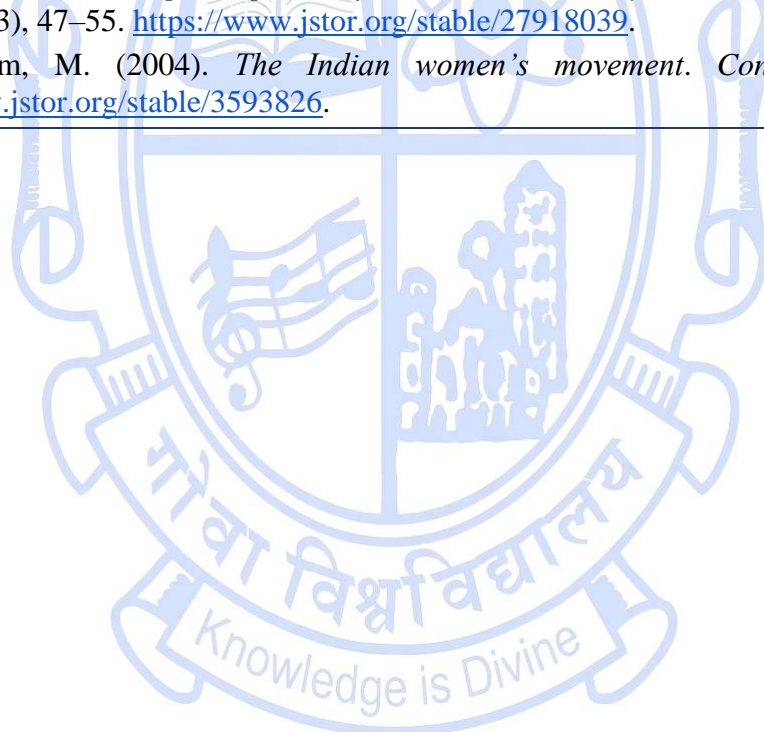 3), 47–55. https://www.jstor.org/stable/27918039.
m, M. (2004). The Indian women's movement. Con
.jstor.org/stable/3593826.
गोंवा विश्वविद्यालय
Knowledge is Divine